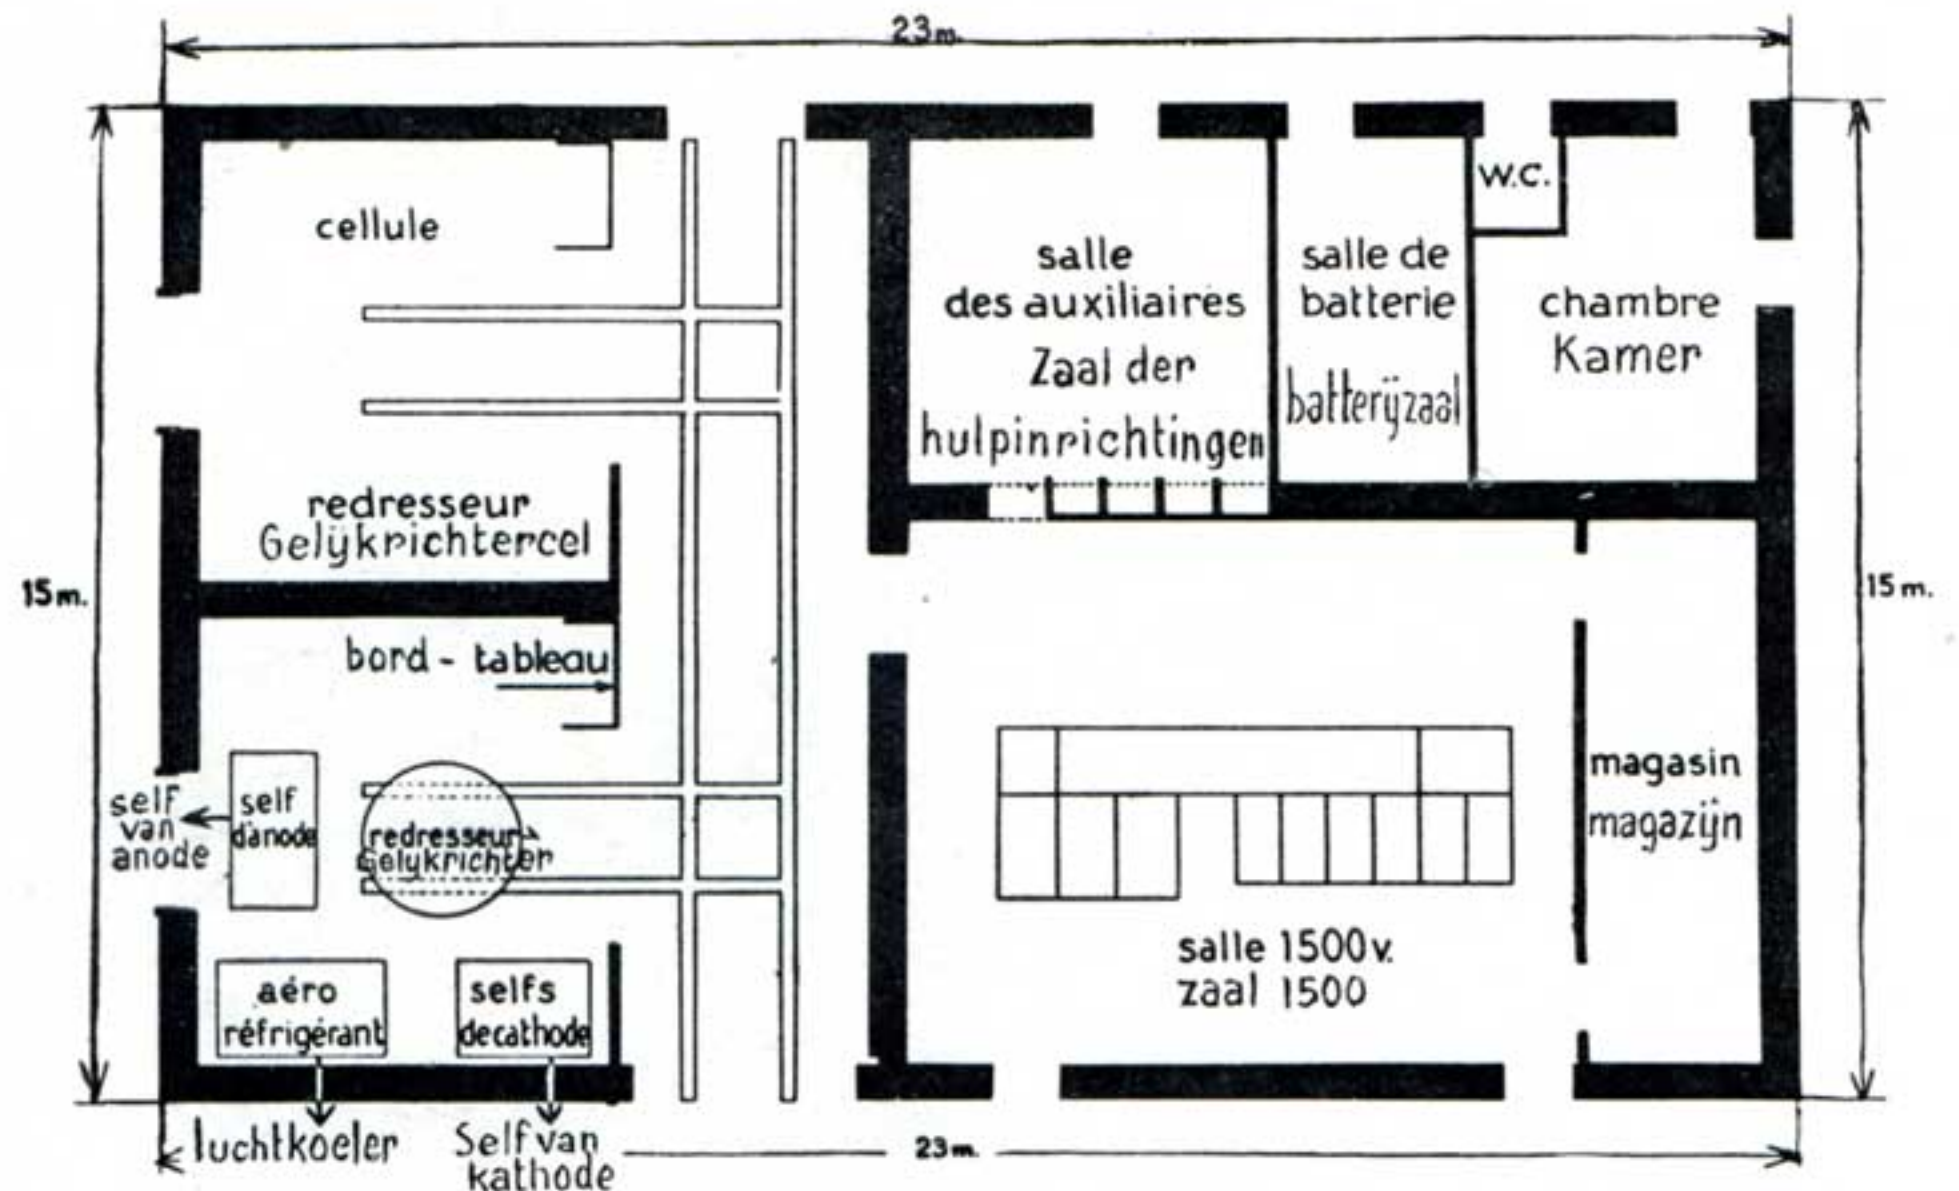 23m.
cellule
redresseur
Gelijkrichtercel
salle
des auxiliaires
Zaal der
hulpinrichtingen
salle de
batterie
batterijzaal
w.c.
chambre
Kamer
15m.
15m.
bord - tableau
self
van
anode
self
d'anode
redresseur
Gelykrichter
aéro
réfrigérant
selfs
decathode
magasin
magazijn
salle 1500v.
zaal 1500
luchtkoeler
Self van
kathode
23m.